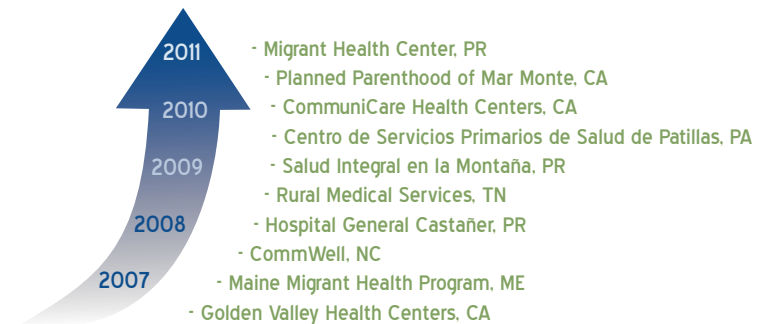 2011
- Migrant Health Center, PR
- Planned Parenthood of Mar Monte, CA
2010
- CommuniCare Health Centers, CA
- Centro de Servicios Primarios de Salud de Patillas, PA
2009
- Salud Integral en la Montaña, PR
- Rural Medical Services, TN
2008
- Hospital General Castañer, PR
- CommWell, NC
2007
- Maine Migrant Health Program, ME
- Golden Valley Health Centers, CA